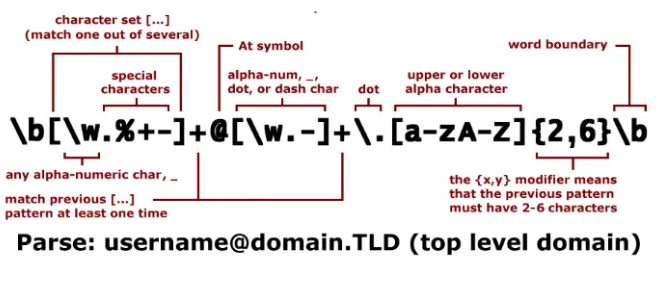 character set [...]
(match one out of several)
At symbol
word boundary
special
characters
alpha-num, _,
dot, or dash char
dot
upper or lower
alpha character
\b[\w.%+-]+@[\w.-]+\.[a-zA-Z]{2,6}\b
any alpha-numeric char, _
match previous [...]
pattern at least one time
the {x,y} modifier means
that the previous pattern
must have 2-6 characters
Parse: username@domain.TLD (top level domain)